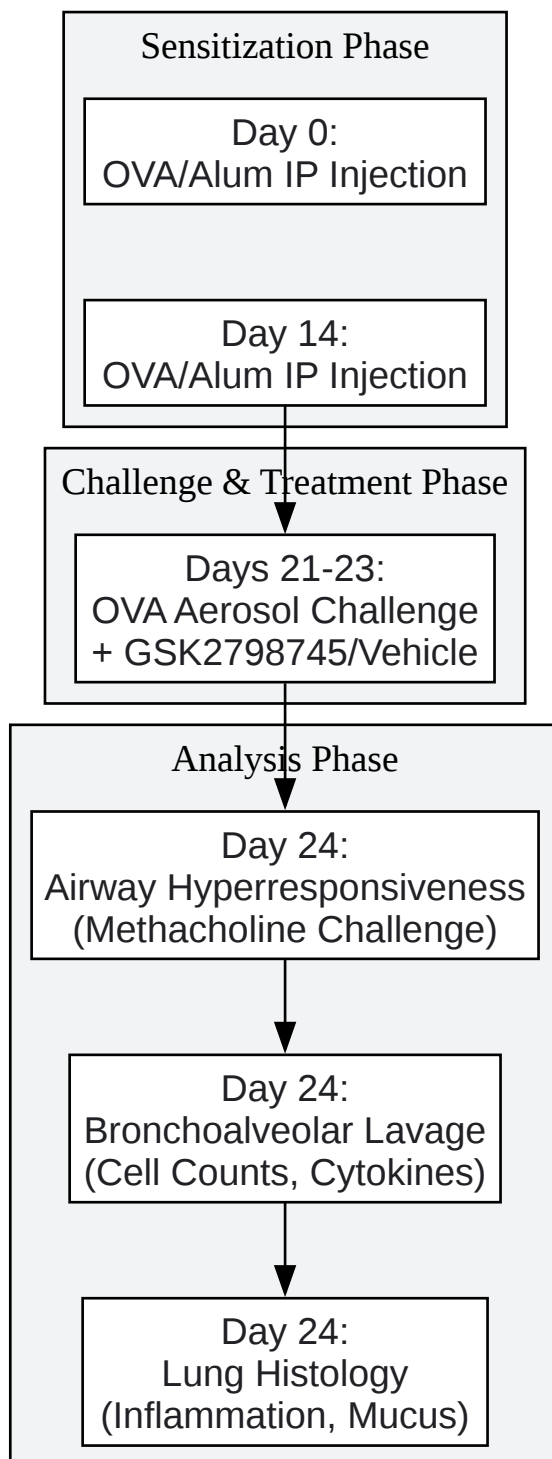 Sensitization Phase
Day 0:
OVA/Alum IP Injection
Day 14:
OVA/Alum IP Injection
Challenge & Treatment Phase
Days 21-23:
OVA Aerosol Challenge
+ GSK2798745/Vehicle
Analysis Phase
Day 24:
Airway Hyperresponsiveness
(Methacholine Challenge)
Day 24:
Bronchoalveolar Lavage
(Cell Counts, Cytokines)
Day 24:
Lung Histology
(Inflammation, Mucus)